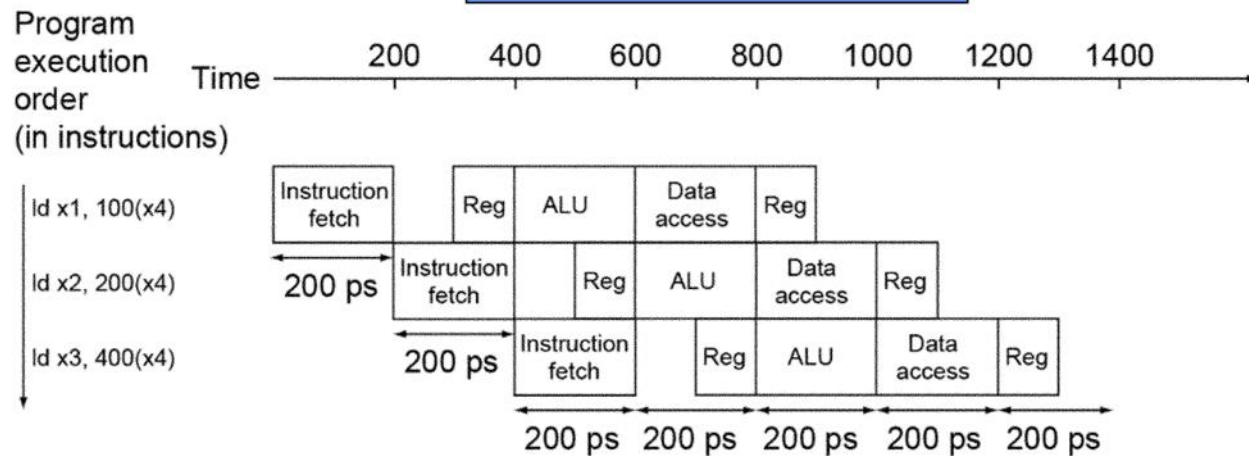 Program
execution
order
(in instructions)
Time
200 400 600 800 1000 1200 1400
ld x1, 100(x4)
Instruction
fetch
Reg
ALU
Data
access
Reg
200 ps
ld x2, 200(x4)
Instruction
fetch
Reg
ALU
Data
access
Reg
200 ps
ld x3, 400(x4)
Instruction
fetch
Reg
ALU
Data
access
Reg
200 ps 200 ps 200 ps 200 ps 200 ps